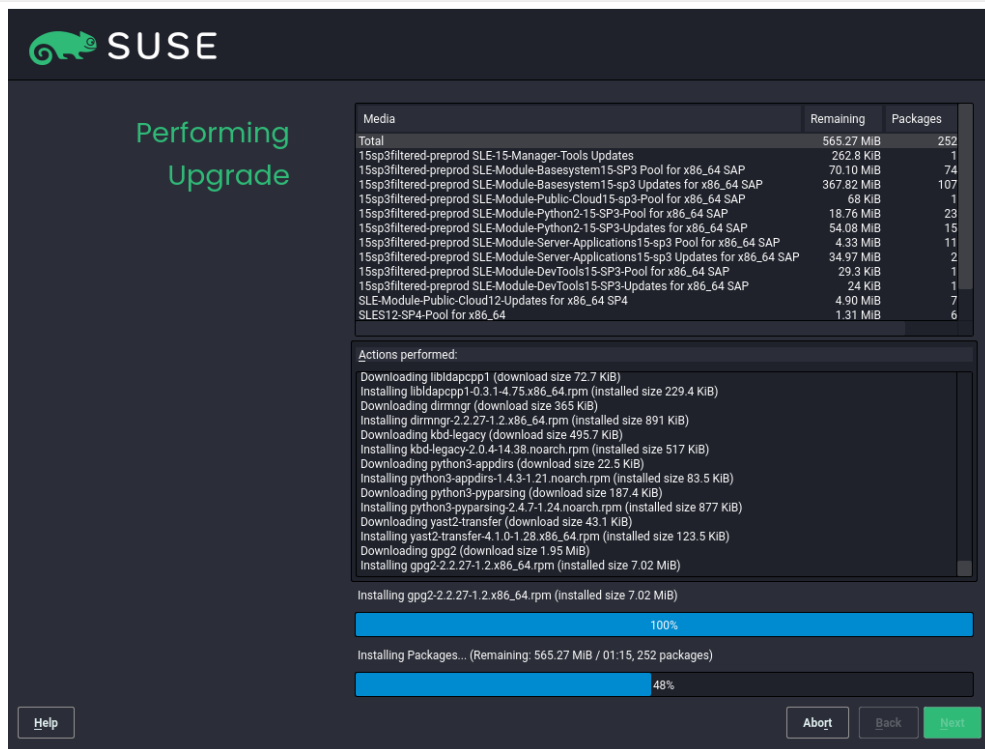 SUSE
Performing
Upgrade
Media Remaining Packages
Total 565.27 MiB 252
15sp3filtered-preprod SLE-15-Manager-Tools Updates 262.8 KiB 1
15sp3filtered-preprod SLE-Module-Basesystem15-SP3 Pool for x86_64 SAP 70.10 MiB 74
15sp3filtered-preprod SLE-Module-Basesystem15-sp3 Updates for x86_64 SAP 367.82 MiB 107
15sp3filtered-preprod SLE-Module-Public-Cloud15-sp3-Pool for x86_64 68 KiB 1
15sp3filtered-preprod SLE-Module-Python2-15-SP3-Pool for x86_64 SAP 18.76 MiB 23
15sp3filtered-preprod SLE-Module-Python2-15-SP3-Updates for x86_64 SAP 54.08 MiB 15
15sp3filtered-preprod SLE-Module-Server-Applications15-sp3 Pool for x86_64 SAP 4.33 MiB 11
15sp3filtered-preprod SLE-Module-Server-Applications15-sp3 Updates for x86_64 SAP 34.97 MiB 2
15sp3filtered-preprod SLE-Module-DevTools15-SP3-Pool for x86_64 SAP 29.3 KiB 1
15sp3filtered-preprod SLE-Module-DevTools15-SP3-Updates for x86_64 SAP 24 KiB 1
SLE-Module-Public-Cloud12-Updates for x86_64 SP4 4.90 MiB 7
SLES12-SP4-Pool for x86_64 1.31 MiB 6
Actions performed:
Downloading libldapcpp1 (download size 72.7 KiB)
Installing libldapcpp1-0.3.1-4.75.x86_64.rpm (installed size 229.4 KiB)
Downloading dirmngr (download size 365 KiB)
Installing dirmngr-2.2.27-1.2.x86_64.rpm (installed size 891 KiB)
Downloading kbd-legacy (download size 495.7 KiB)
Installing kbd-legacy-2.0.4-14.38.noarch.rpm (installed size 517 KiB)
Downloading python3-appdirs (download size 22.5 KiB)
Installing python3-appdirs-1.4.3-1.21.noarch.rpm (installed size 83.5 KiB)
Downloading python3-pyparsing (download size 187.4 KiB)
Installing python3-pyparsing-2.4.7-1.24.noarch.rpm (installed size 877 KiB)
Downloading yast2-transfer (download size 43.1 KiB)
Installing yast2-transfer-4.1.0-1.28.x86_64.rpm (installed size 123.5 KiB)
Downloading gpg2 (download size 1.95 MiB)
Installing gpg2-2.2.27-1.2.x86_64.rpm (installed size 7.02 MiB)
Installing gpg2-2.2.27-1.2.x86_64.rpm (installed size 7.02 MiB)
100%
Installing Packages... (Remaining: 565.27 MiB / 01:15, 252 packages)
48%
Help Abort Back Next